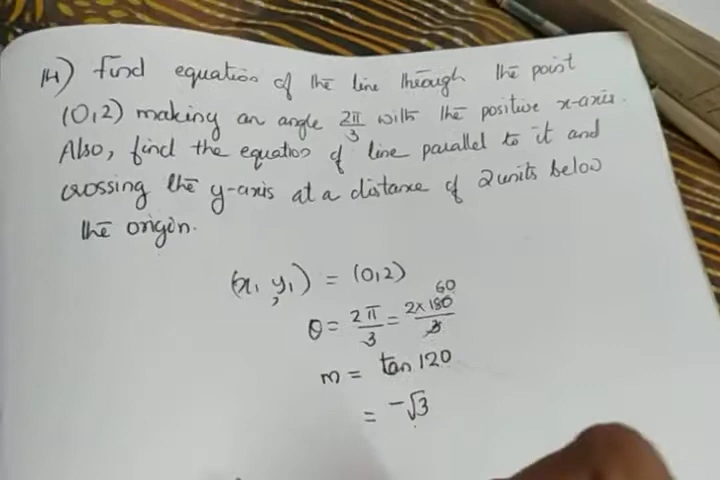 14) Find equation of the line through the point
(0,2) making an angle 2π/3 with the positive x-axis.
Also, find the equation of line parallel to it and
crossing the y-axis at a distance of 2 units below
the origin.
(x₁, y₁) = (0,2)
θ = 2π/3 = 2×180/3 60
m = tan 120
= -√3